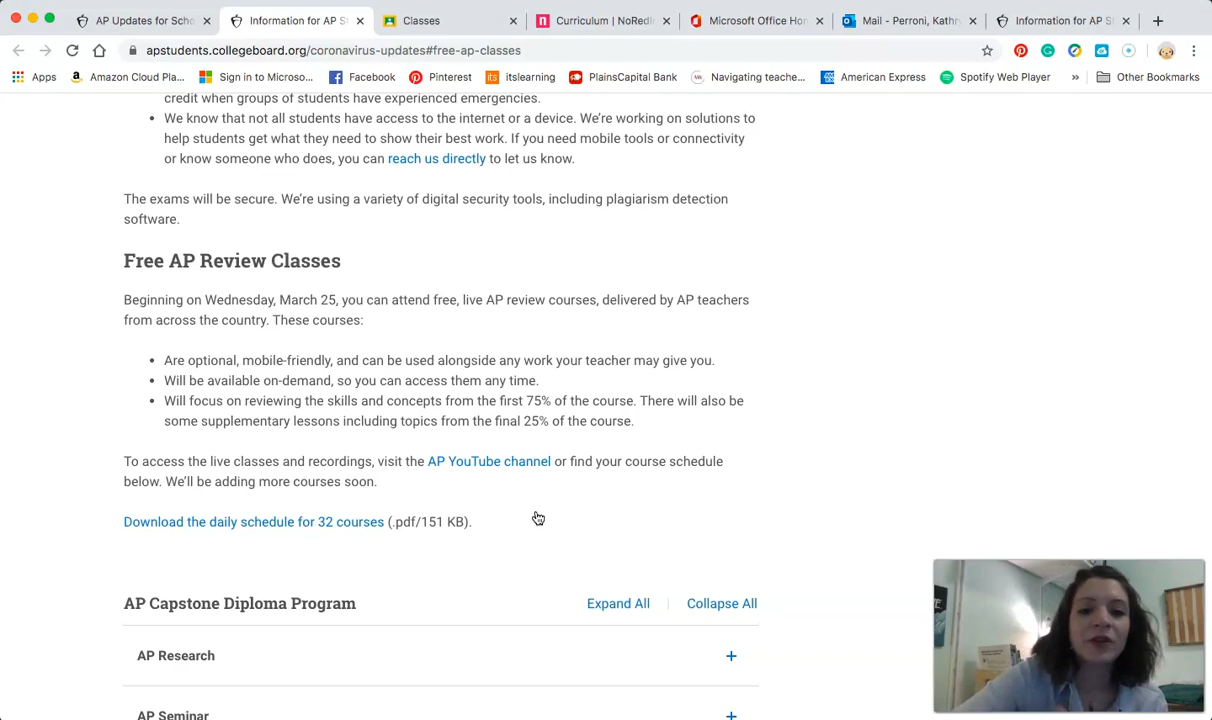 AP Updates for Scho
Information for AP S
Classes
Curriculum | NoRedI
Microsoft Office Hom
Mail - Perroni, Kathr
Information for AP S
apstudents.collegeboard.org/coronavirus-updates#free-ap-classes
Apps
Amazon Cloud Pla...
Sign in to Microso...
Facebook
Pinterest
its
itslearning
PlainsCapital Bank
Navigating teache...
American Express
Spotify Web Player
»
Other Bookmarks
credit when groups of students have experienced emergencies.
• We know that not all students have access to the internet or a device. We're working on solutions to
help students get what they need to show their best work. If you need mobile tools or connectivity
or know someone who does, you can reach us directly to let us know.
The exams will be secure. We're using a variety of digital security tools, including plagiarism detection
software.
Free AP Review Classes
Beginning on Wednesday, March 25, you can attend free, live AP review courses, delivered by AP teachers
from across the country. These courses:
• Are optional, mobile-friendly, and can be used alongside any work your teacher may give you.
• Will be available on-demand, so you can access them any time.
• Will focus on reviewing the skills and concepts from the first 75% of the course. There will also be
some supplementary lessons including topics from the final 25% of the course.
To access the live classes and recordings, visit the AP YouTube channel or find your course schedule
below. We'll be adding more courses soon.
Download the daily schedule for 32 courses (.pdf/151 KB).
AP Capstone Diploma Program
Expand All | Collapse All
AP Research +
AP Seminar +